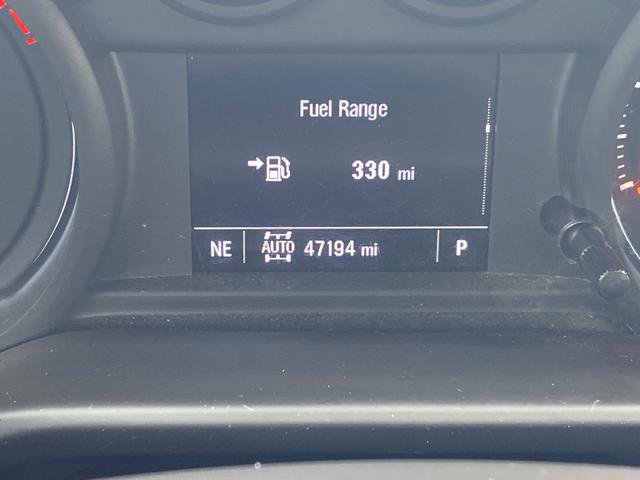 Fuel Range
330 mi
NE AUTO 47194 mi P